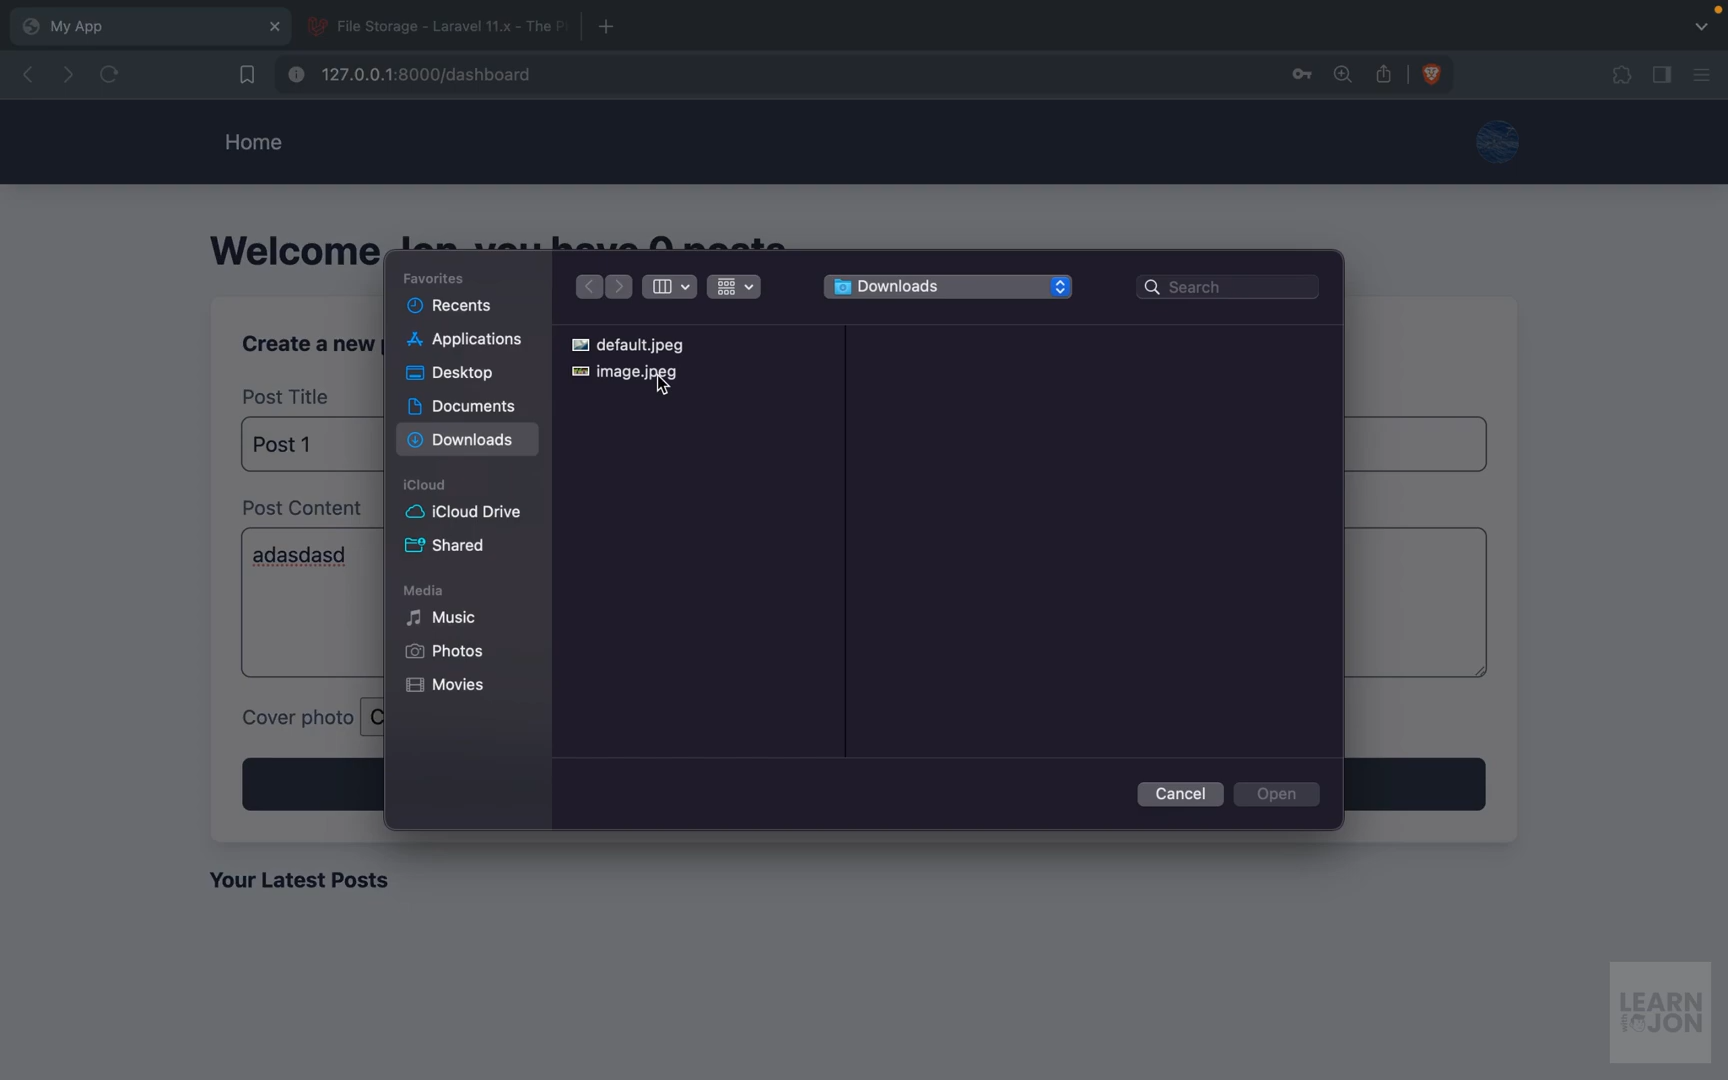 My App
File Storage - Laravel 11.x - The P
127.0.0.1:8000/dashboard
Home
Welcome Jon, you have 0 posts
Create a new
Post Title
Post 1
Post Content
adasdasd
Cover photo
C
Favorites
Recents
Applications
Desktop
Documents
Downloads
iCloud
iCloud Drive
Shared
Media
Music
Photos
Movies
Downloads
Search
default.jpeg
image.jpeg
Cancel
Open
Your Latest Posts
LEARN
with JON